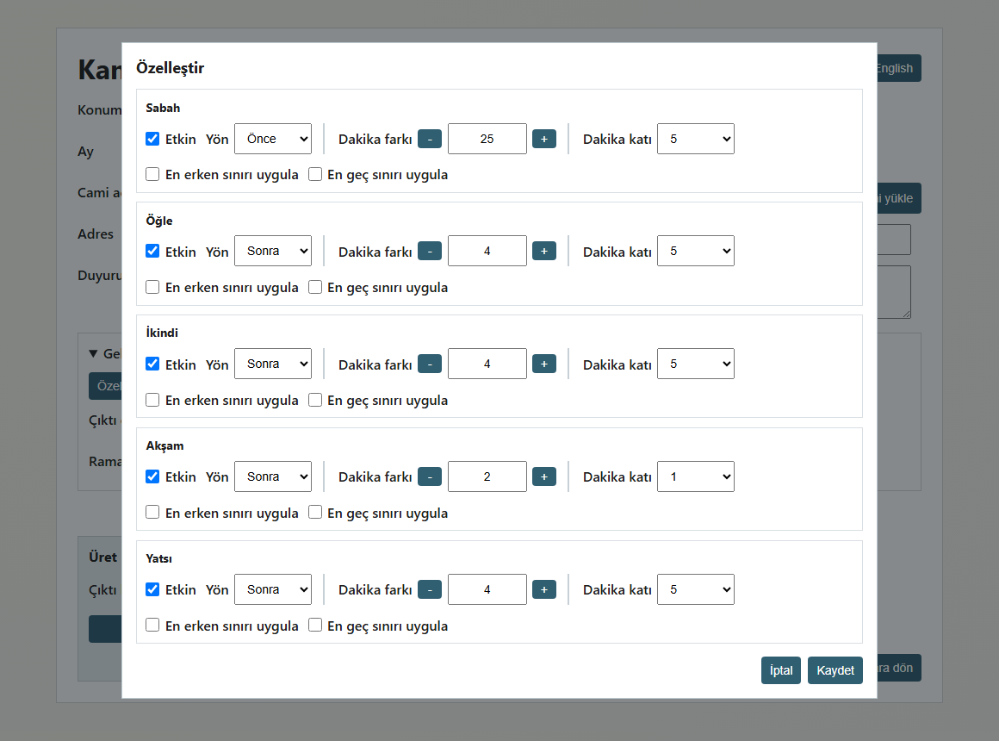 Özelleştir
English
Konum
Sabah
Etkin Yön Önce Dakika farkı - 25 + Dakika katı 5
En erken sınırı uygula En geç sınırı uygula
Ay
Cami
yükle
Öğle
Adres
Etkin Yön Sonra Dakika farkı - 4 + Dakika katı 5
Duyuru
En erken sınırı uygula En geç sınırı uygula
İkindi
Etkin Yön Sonra Dakika farkı - 4 + Dakika katı 5
En erken sınırı uygula En geç sınırı uygula
Çıktı
Akşam
Etkin Yön Sonra Dakika farkı - 2 + Dakika katı 1
En erken sınırı uygula En geç sınırı uygula
Üret
Yatsı
Çıktı
Etkin Yön Sonra Dakika farkı - 4 + Dakika katı 5
En erken sınırı uygula En geç sınırı uygula
dön
İptal Kaydet